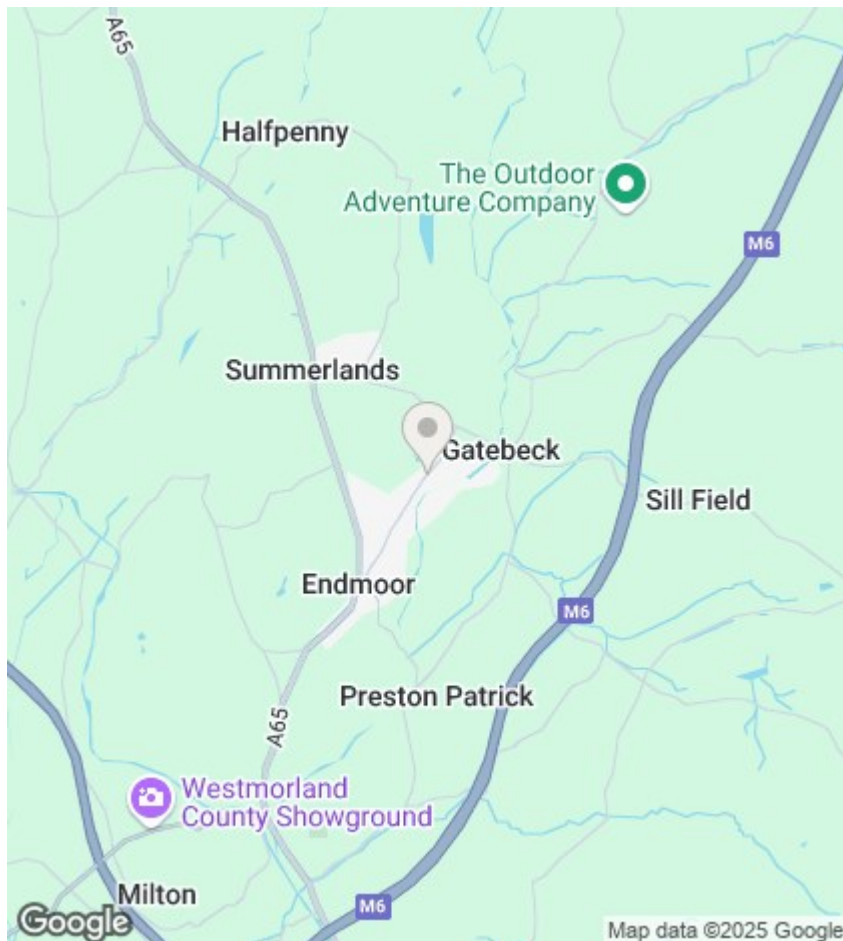 A65
Halfpenny
The Outdoor
Adventure Company
M6
Summerlands
Gatebeck
Sill Field
Endmoor
M6
Preston Patrick
A65
Westmorland
County Showground
Milton
M6
Google
Map data ©2025 Google